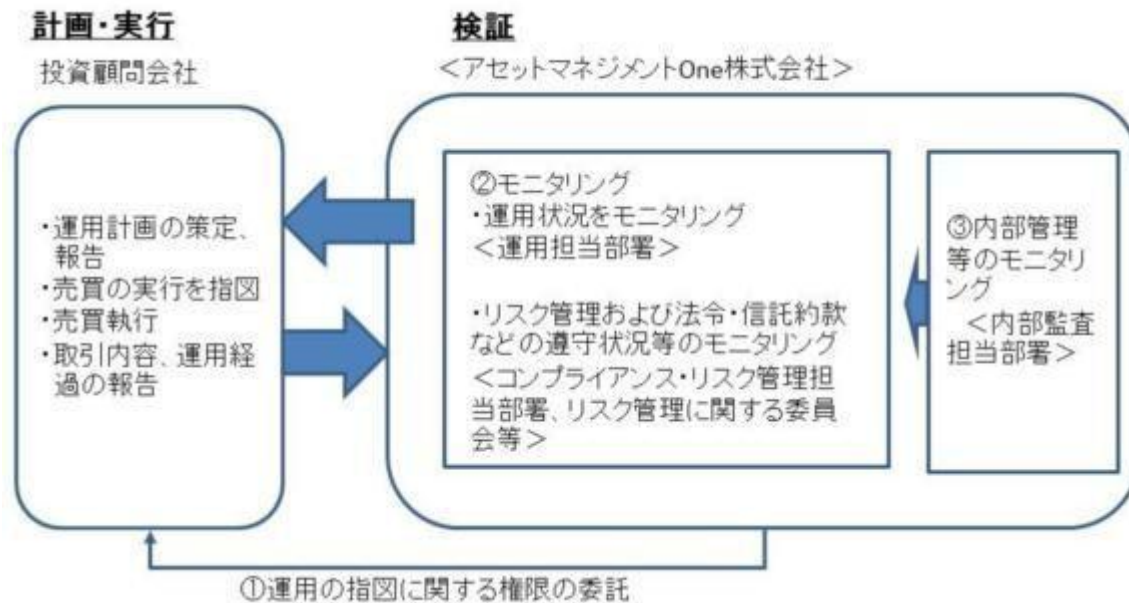 計画・実行
投資顧問会社
・運用計画の策定、
報告
・売買の実行を指図
・売買執行
・取引内容、運用経
過の報告
検証
＜アセットマネジメントOne株式会社＞
②モニタリング
・運用状況をモニタリング
＜運用担当部署＞
・リスク管理および法令・信託約款
などの遵守状況等のモニタリング
＜コンプライアンス・リスク管理担
当部署、リスク管理に関する委員
会等＞
③内部管理
等のモニタリ
ング
＜内部監査
担当部署＞
①運用の指図に関する権限の委託